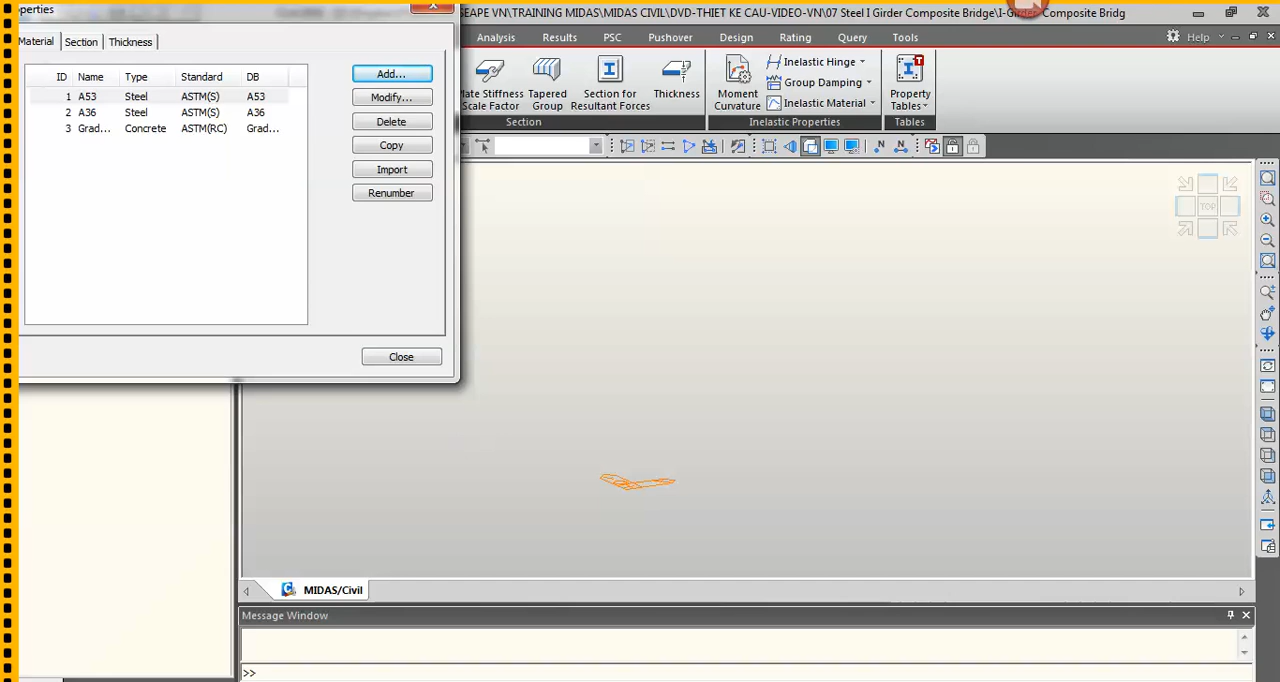 operties
SEAPE VN\TRAINING MIDAS\MIDAS CIVIL\DVD-THIET KE CAU-VIDEO-VN\07 Steel I Girder Composite Bridge\I-Girder Composite Bridg
Material Section Thickness
Analysis Results PSC Pushover Design Rating Query Tools
Help
ID Name Type Standard DB
1 A53 Steel ASTM(S) A53
2 A36 Steel ASTM(S) A36
3 Grad... Concrete ASTM(RC) Grad...
Add...
Modify...
Delete
Copy
Import
Renumber
Close
late Stiffness Scale Factor
Tapered Group
Section for Resultant Forces
Thickness
Section
Moment Curvature
Inelastic Hinge
Group Damping
Inelastic Material
Inelastic Properties
Property Tables
Tables
N N
TOP
MIDAS/Civil
Message Window
>>